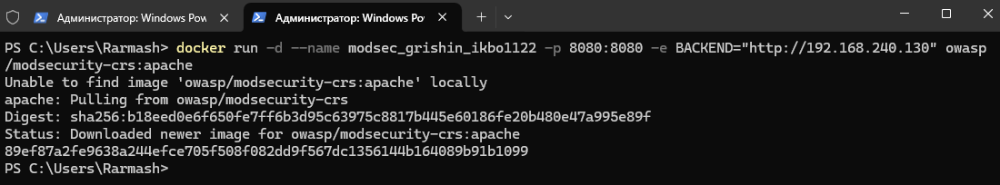 Администратор: Windows Pow
Администратор: Windows Pow
PS C:\Users\Rarmash> docker run -d --name modsec_grishin_ikbo1122 -p 8080:8080 -e BACKEND="http://192.168.240.130" owasp
/modsecurity-crs:apache
Unable to find image 'owasp/modsecurity-crs:apache' locally
apache: Pulling from owasp/modsecurity-crs
Digest: sha256:b18eed0e6f650fe7ff6b3d95c63975c8817b445e60186fe20b480e47a995e89f
Status: Downloaded newer image for owasp/modsecurity-crs:apache
89ef87a2fe9638a244efce705f508f082dd9f567dc1356144b164089b91b1099
PS C:\Users\Rarmash>